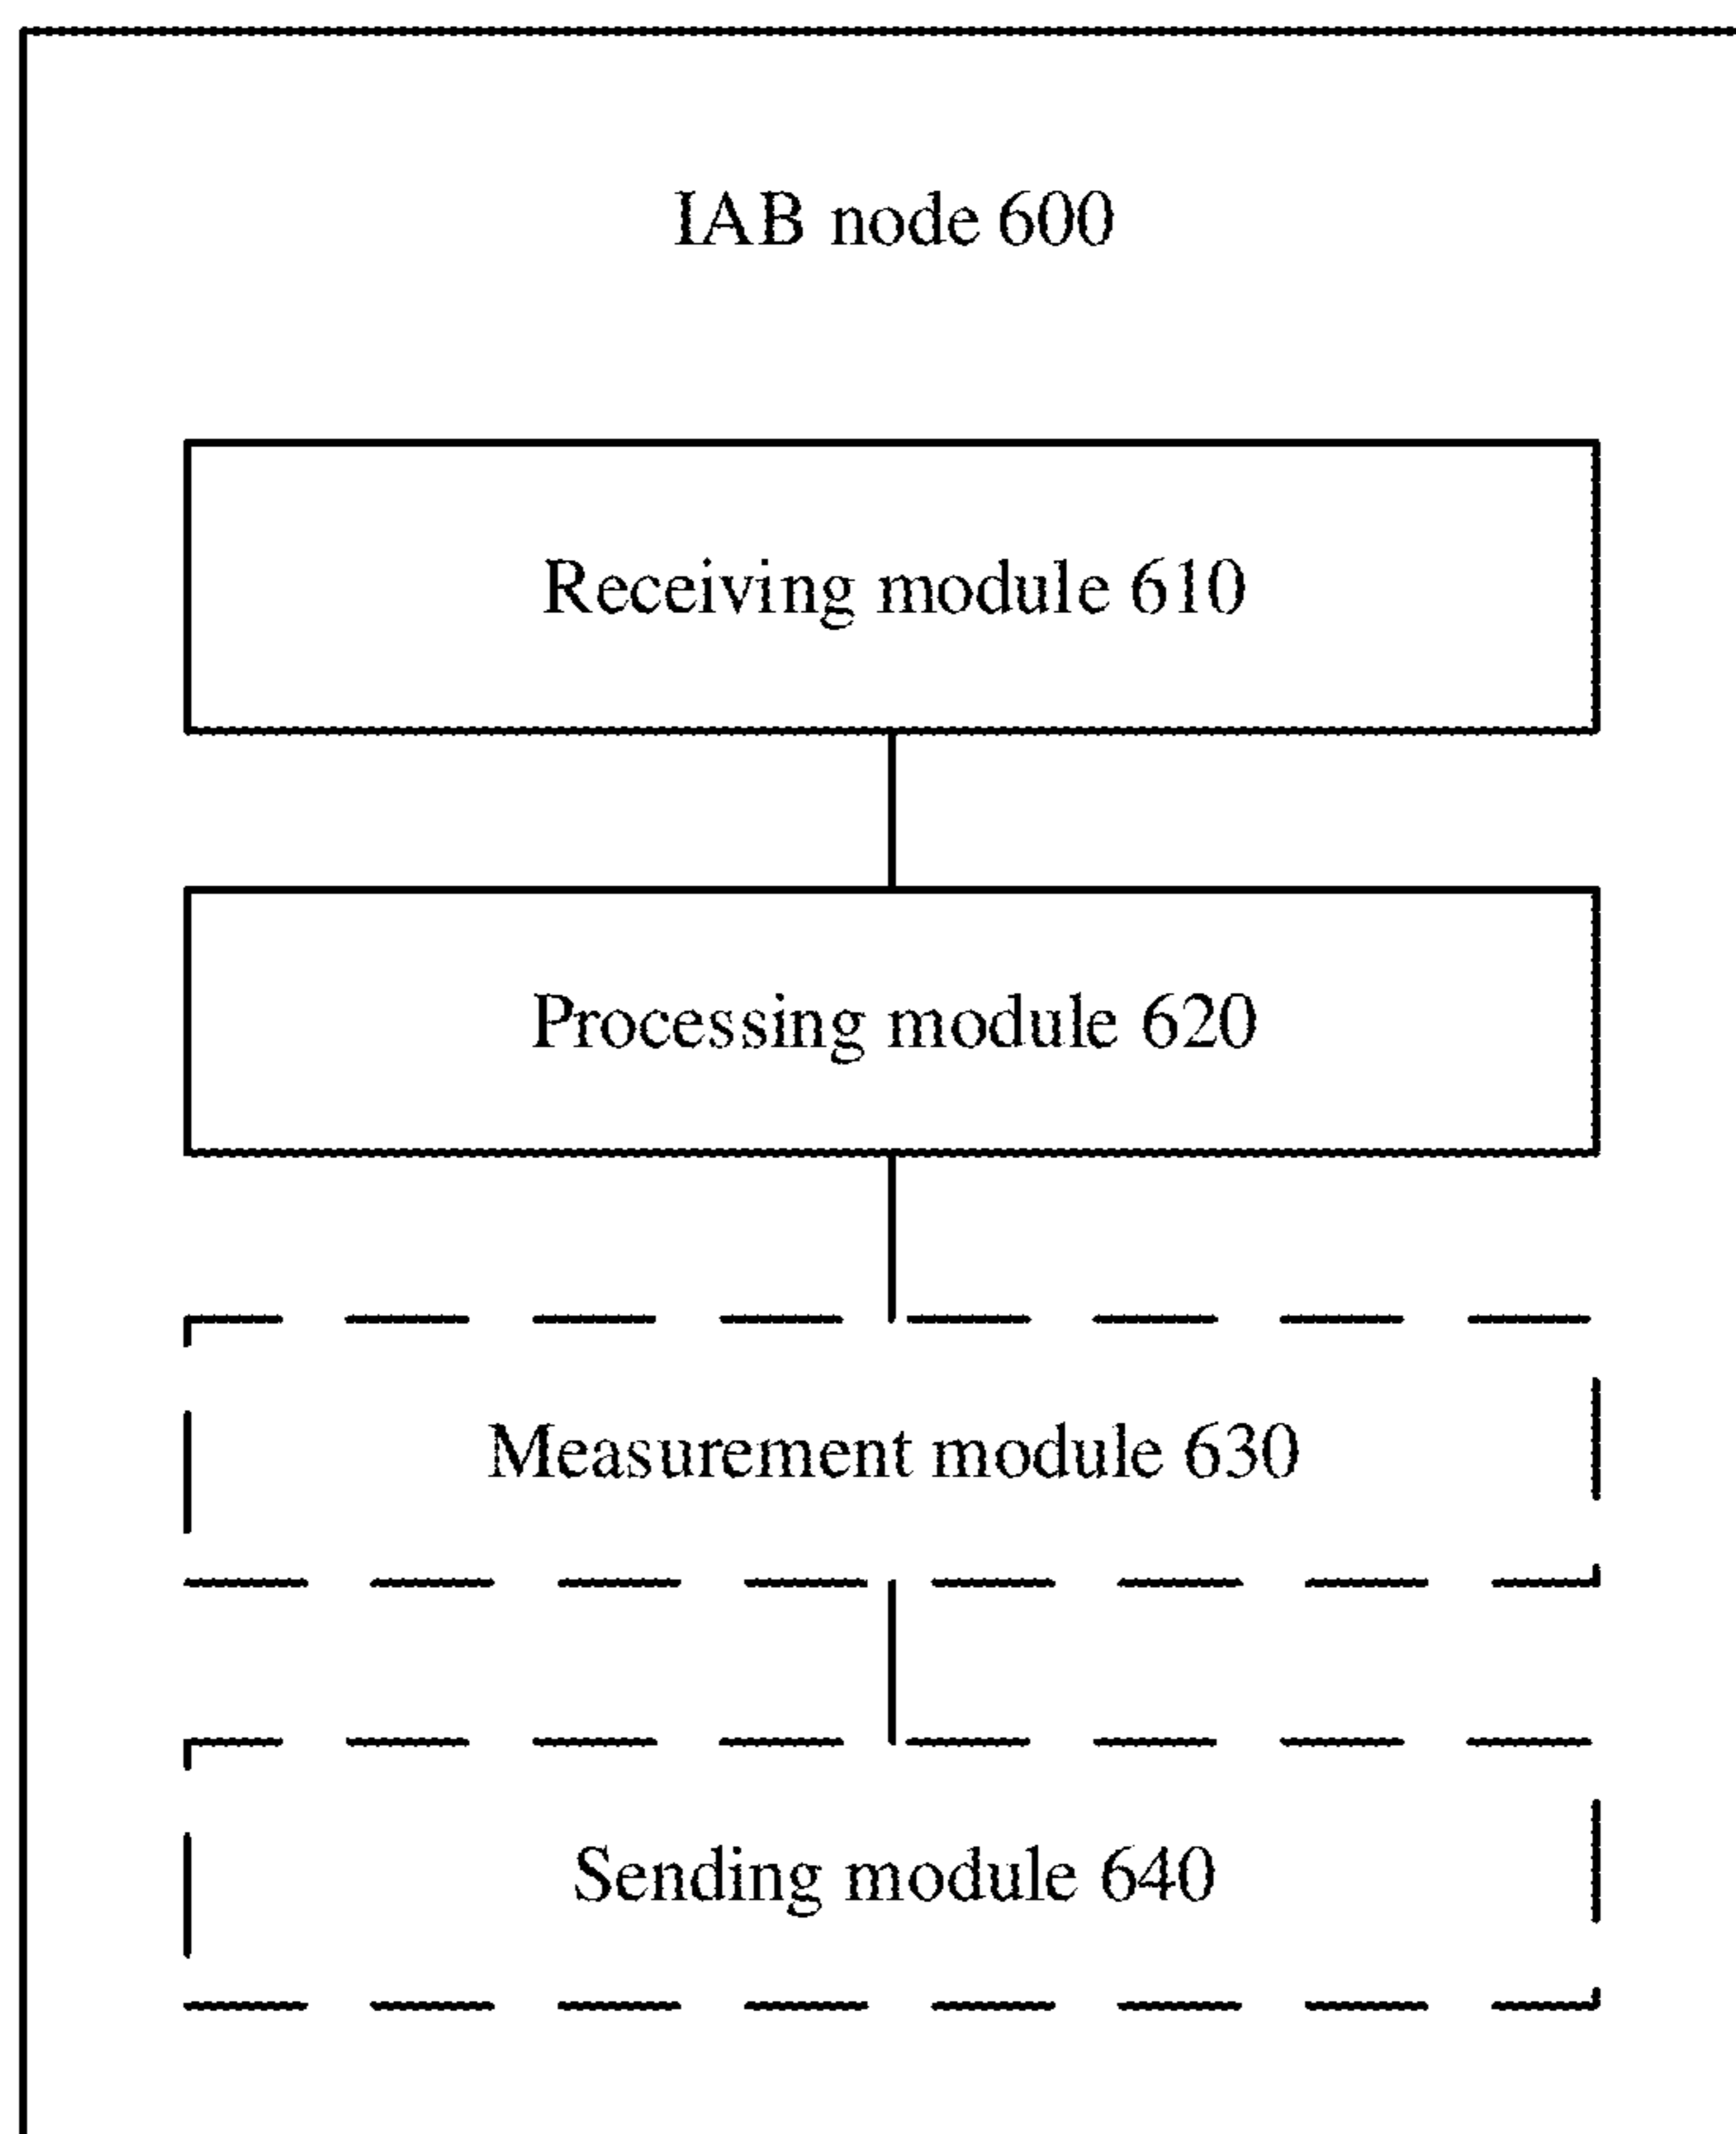 IAB node 600
Receiving module 610
Processing module 620
Measurement module 630
Sending module 640